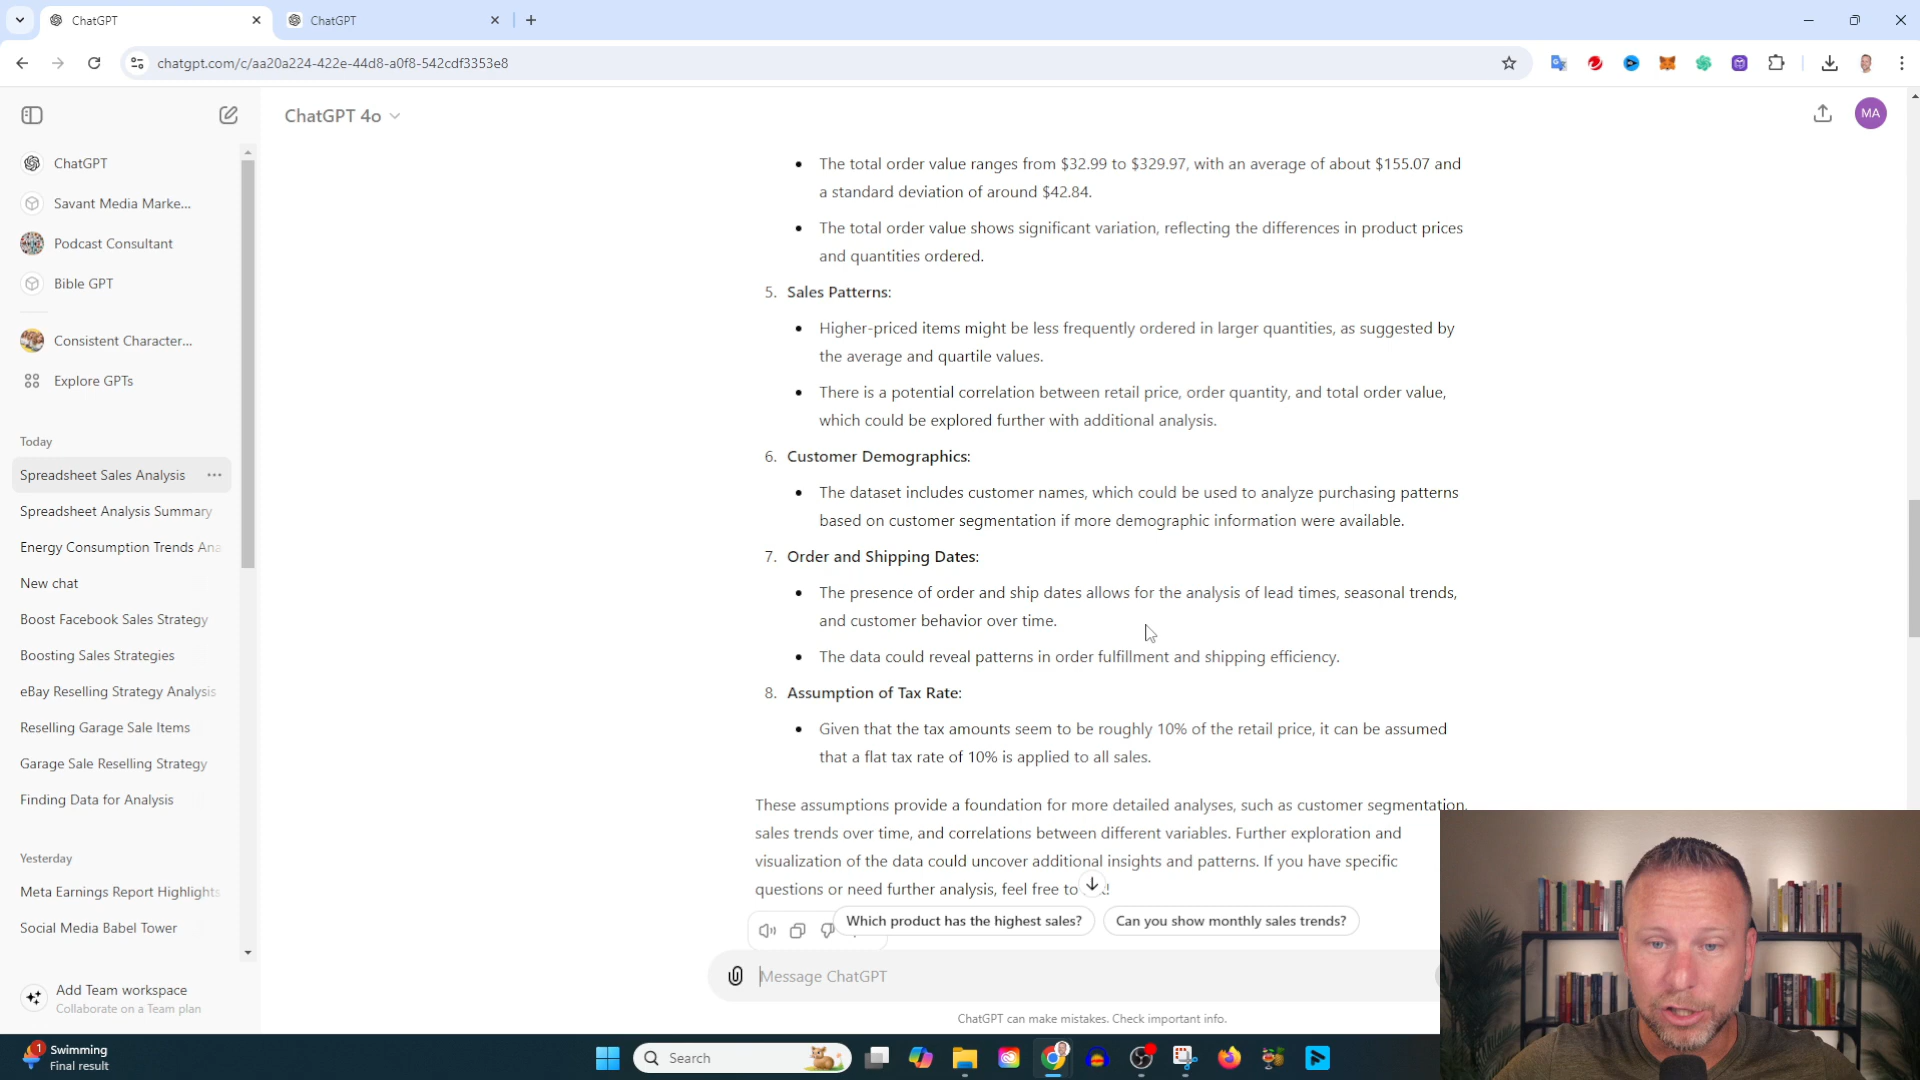 ChatGPT
ChatGPT
chatgpt.com/c/aa20a224-422e-44d8-a0f8-542cdf3353e8
ChatGPT 4o
MA
ChatGPT
Savant Media Marke...
Podcast Consultant
Bible GPT
Consistent Character...
Explore GPTs
Today
Spreadsheet Sales Analysis
Spreadsheet Analysis Summary
Energy Consumption Trends Ana
New chat
Boost Facebook Sales Strategy
Boosting Sales Strategies
eBay Reselling Strategy Analysis
Reselling Garage Sale Items
Garage Sale Reselling Strategy
Finding Data for Analysis
Yesterday
Meta Earnings Report Highlights
Social Media Babel Tower
Add Team workspace
Collaborate on a Team plan
• The total order value ranges from $32.99 to $329.97, with an average of about $155.07 and
a standard deviation of around $42.84.
• The total order value shows significant variation, reflecting the differences in product prices
and quantities ordered.
5. Sales Patterns:
• Higher-priced items might be less frequently ordered in larger quantities, as suggested by
the average and quartile values.
• There is a potential correlation between retail price, order quantity, and total order value,
which could be explored further with additional analysis.
6. Customer Demographics:
• The dataset includes customer names, which could be used to analyze purchasing patterns
based on customer segmentation if more demographic information were available.
7. Order and Shipping Dates:
• The presence of order and ship dates allows for the analysis of lead times, seasonal trends,
and customer behavior over time.
• The data could reveal patterns in order fulfillment and shipping efficiency.
8. Assumption of Tax Rate:
• Given that the tax amounts seem to be roughly 10% of the retail price, it can be assumed
that a flat tax rate of 10% is applied to all sales.
These assumptions provide a foundation for more detailed analyses, such as customer segmentation,
sales trends over time, and correlations between different variables. Further exploration and
visualization of the data could uncover additional insights and patterns. If you have specific
questions or need further analysis, feel free to !
Which product has the highest sales?
Can you show monthly sales trends?
Message ChatGPT
ChatGPT can make mistakes. Check important info.
1
Swimming
Final result
Search